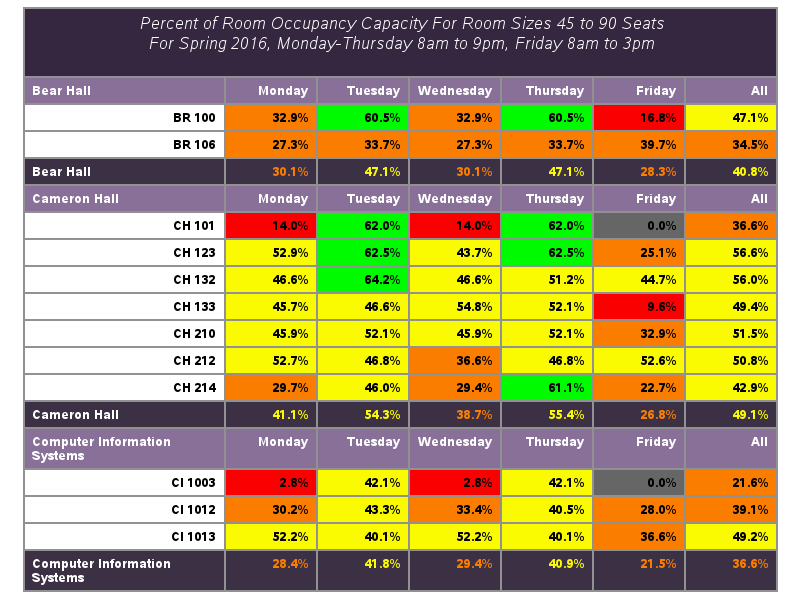 Percent of Room Occupancy Capacity For Room Sizes 45 to 90 Seats
For Spring 2016, Monday-Thursday 8am to 9pm, Friday 8am to 3pm
Bear Hall Monday Tuesday Wednesday Thursday Friday All
BR 100 32.9% 60.5% 32.9% 60.5% 16.8% 47.1%
BR 106 27.3% 33.7% 27.3% 33.7% 39.7% 34.5%
Bear Hall 30.1% 47.1% 30.1% 47.1% 28.3% 40.8%
Cameron Hall Monday Tuesday Wednesday Thursday Friday All
CH 101 14.0% 62.0% 14.0% 62.0% 0.0% 36.6%
CH 123 52.9% 62.5% 43.7% 62.5% 25.1% 56.6%
CH 132 46.6% 64.2% 46.6% 51.2% 44.7% 56.0%
CH 133 45.7% 46.6% 54.8% 52.1% 9.6% 49.4%
CH 210 45.9% 52.1% 45.9% 52.1% 32.9% 51.5%
CH 212 52.7% 46.8% 36.6% 46.8% 52.6% 50.8%
CH 214 29.7% 46.0% 29.4% 61.1% 22.7% 42.9%
Cameron Hall 41.1% 54.3% 38.7% 55.4% 26.8% 49.1%
Computer Information Monday Tuesday Wednesday Thursday Friday All
Systems
CI 1003 2.8% 42.1% 2.8% 42.1% 0.0% 21.6%
CI 1012 30.2% 43.3% 33.4% 40.5% 28.0% 39.1%
CI 1013 52.2% 40.1% 52.2% 40.1% 36.6% 49.2%
Computer Information 28.4% 41.8% 29.4% 40.9% 21.5% 36.6%
Systems